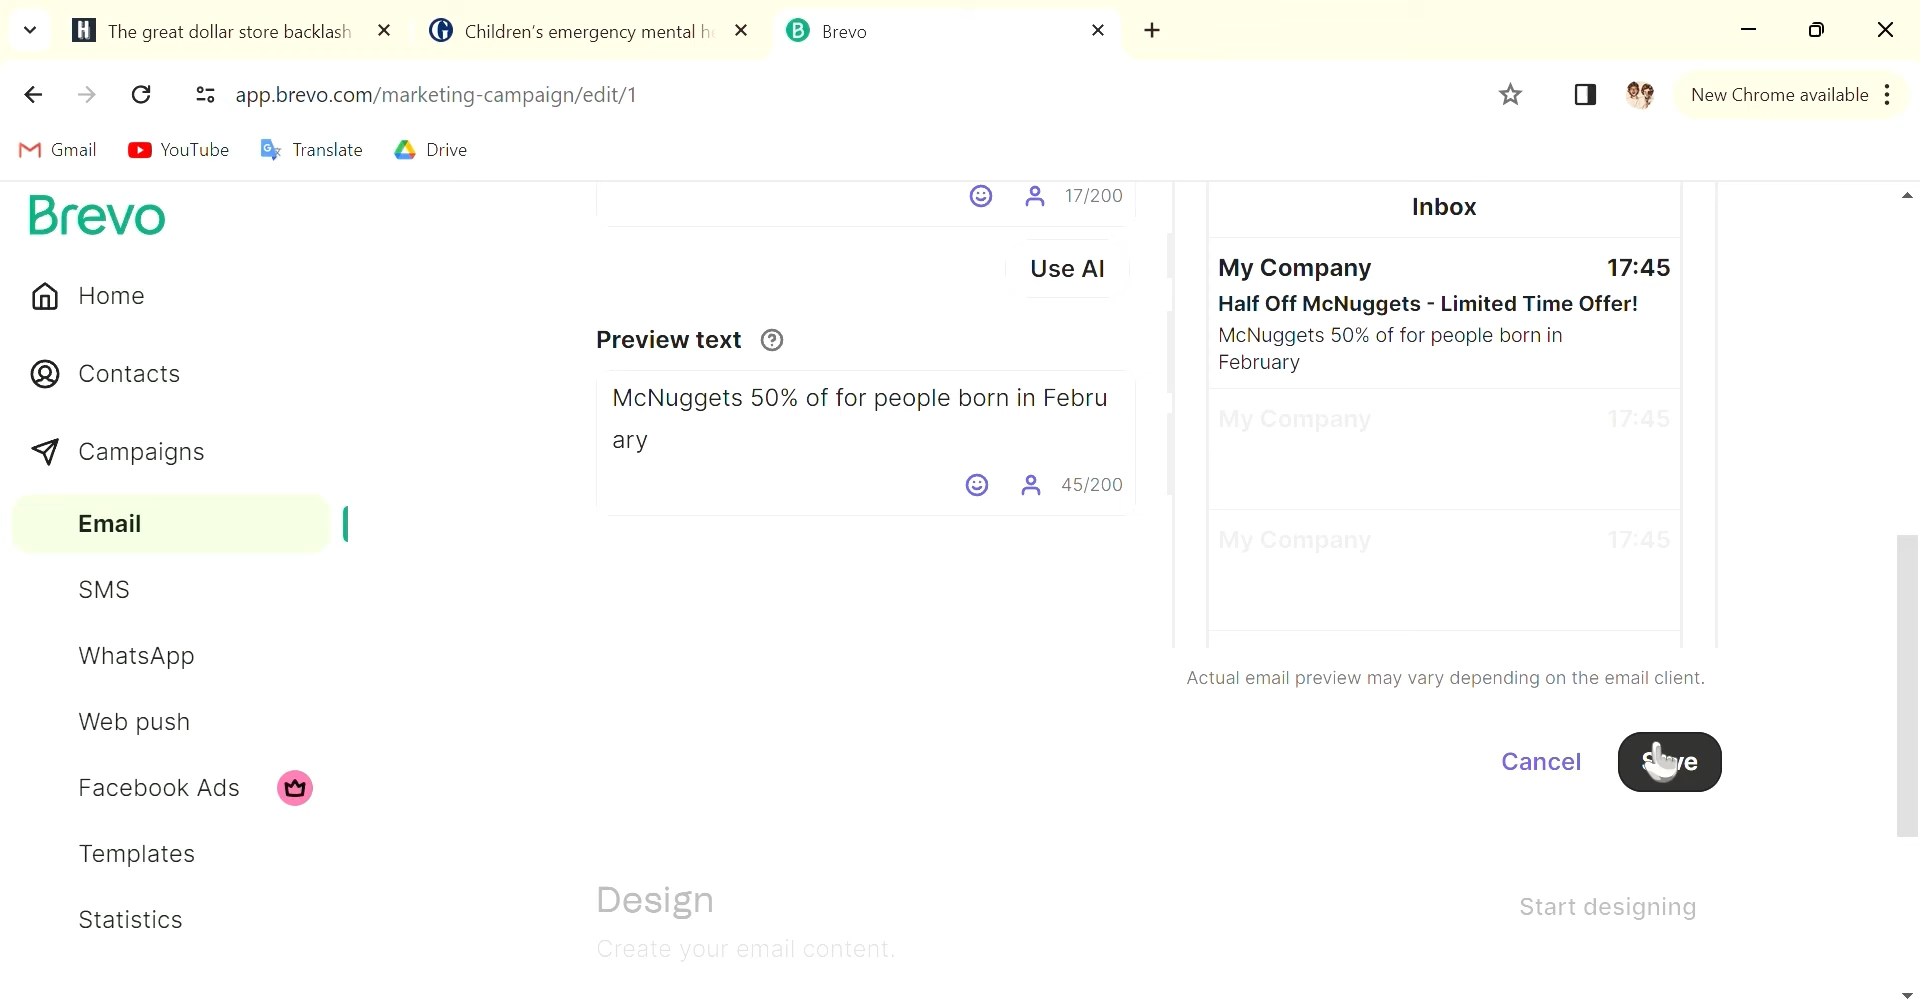 The great dollar store backlash
Children's emergency mental h
Brevo
app.brevo.com/marketing-campaign/edit/1
New Chrome available
Gmail
YouTube
Translate
Drive
Brevo
Home
Contacts
Campaigns
Email
SMS
WhatsApp
Web push
Facebook Ads
Templates
Statistics
17/200
Use AI
Preview text
McNuggets 50% of for people born in Febru
ary
45/200
Inbox
My Company 17:45
Half Off McNuggets - Limited Time Offer!
McNuggets 50% of for people born in
February
My Company 17:45
My Company 17:45
Actual email preview may vary depending on the email client.
Cancel
Save
Design
Start designing
Create your email content.